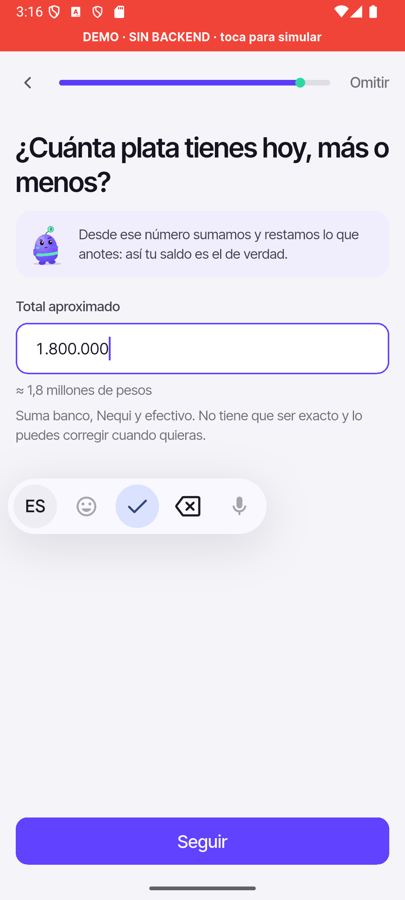 3:16
DEMO · SIN BACKEND · toca para simular
Omitir
¿Cuánta plata tienes hoy, más o
menos?
Desde ese número sumamos y restamos lo que
anotes: así tu saldo es el de verdad.
Total aproximado
1.800.000
≈ 1,8 millones de pesos
Suma banco, Nequi y efectivo. No tiene que ser exacto y lo
puedes corregir cuando quieras.
ES
Seguir